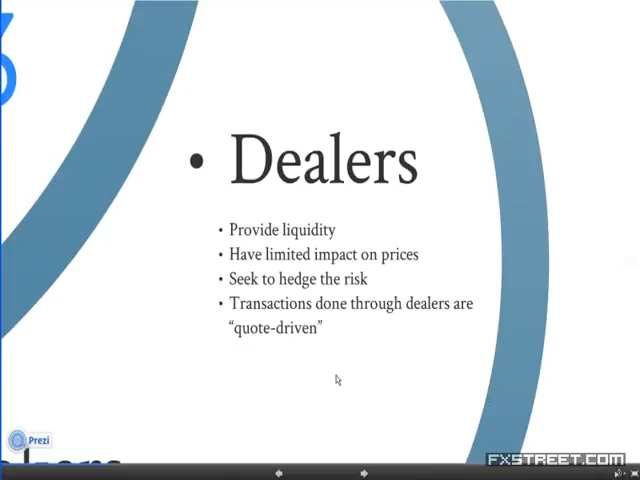 • Dealers
• Provide liquidity
• Have limited impact on prices
• Seek to hedge the risk
• Transactions done through dealers are
“quote-driven”
Prezi
FXSTREET.COM